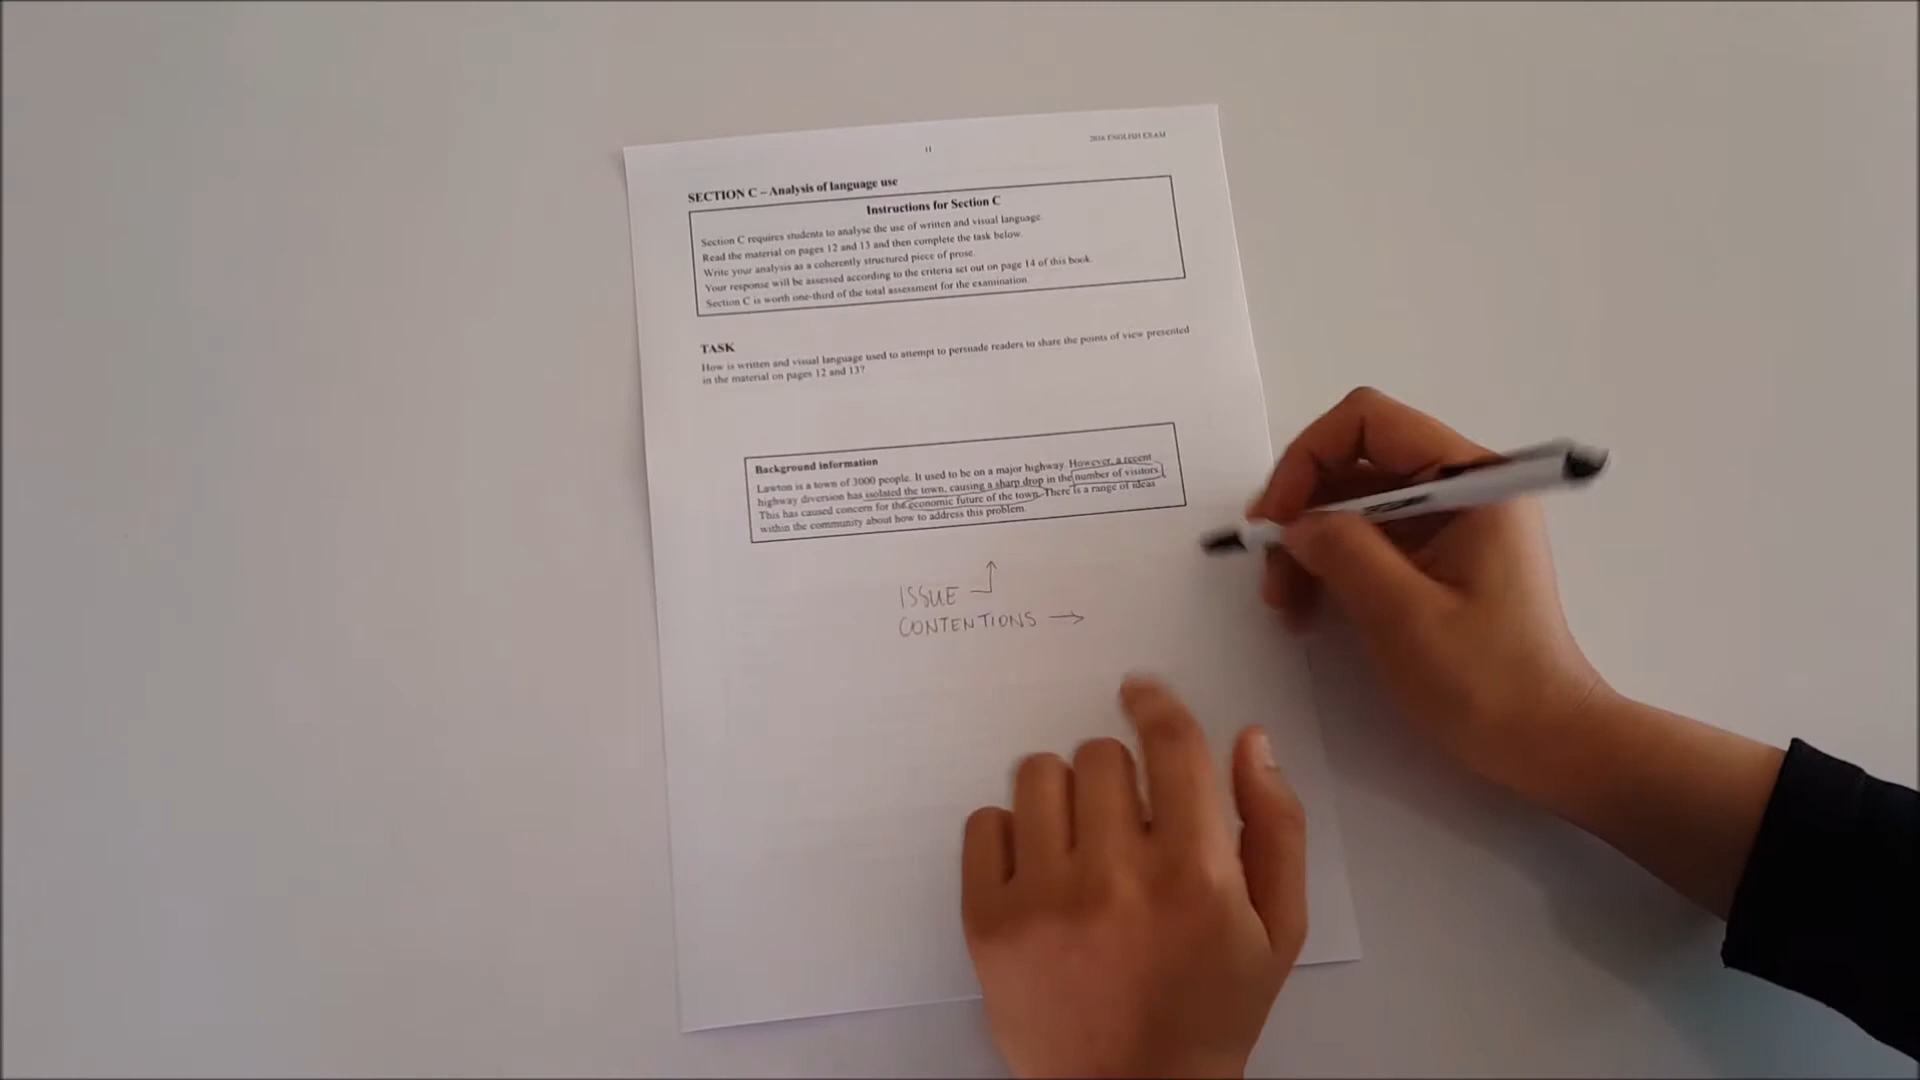 11
2016 ENGLISH EXAM
SECTION C – Analysis of language use
Instructions for Section C
Section C requires students to analyse the use of written and visual language.
Read the material on pages 12 and 13 and then complete the task below.
Write your analysis as a coherently structured piece of prose.
Your response will be assessed according to the criteria set out on page 14 of this book.
Section C is worth one-third of the total assessment for the examination.
TASK
How is written and visual language used to attempt to persuade readers to share the points of view presented
in the material on pages 12 and 13?
Background information
Lawton is a town of 3000 people. It used to be on a major highway. However, a recent
highway diversion has isolated the town, causing a sharp drop in the number of visitors.
This has caused concern for the economic future of the town. There is a range of ideas
within the community about how to address this problem.
ISSUE
CONTENTIONS →